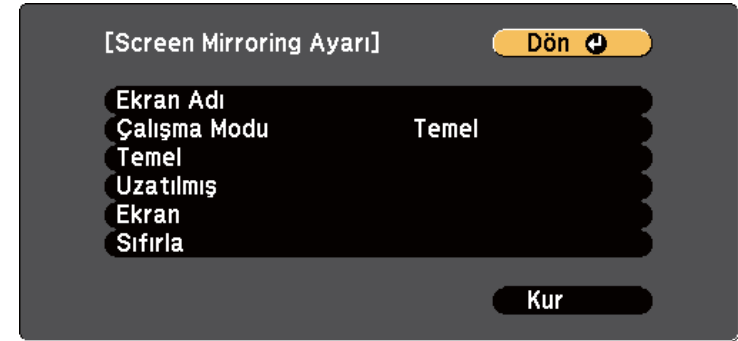 [Screen Mirroring Ayarı] Dön
Ekran Adı
Çalışma Modu Temel
Temel
Uzatılmış
Ekran
Sıfırla
Kur